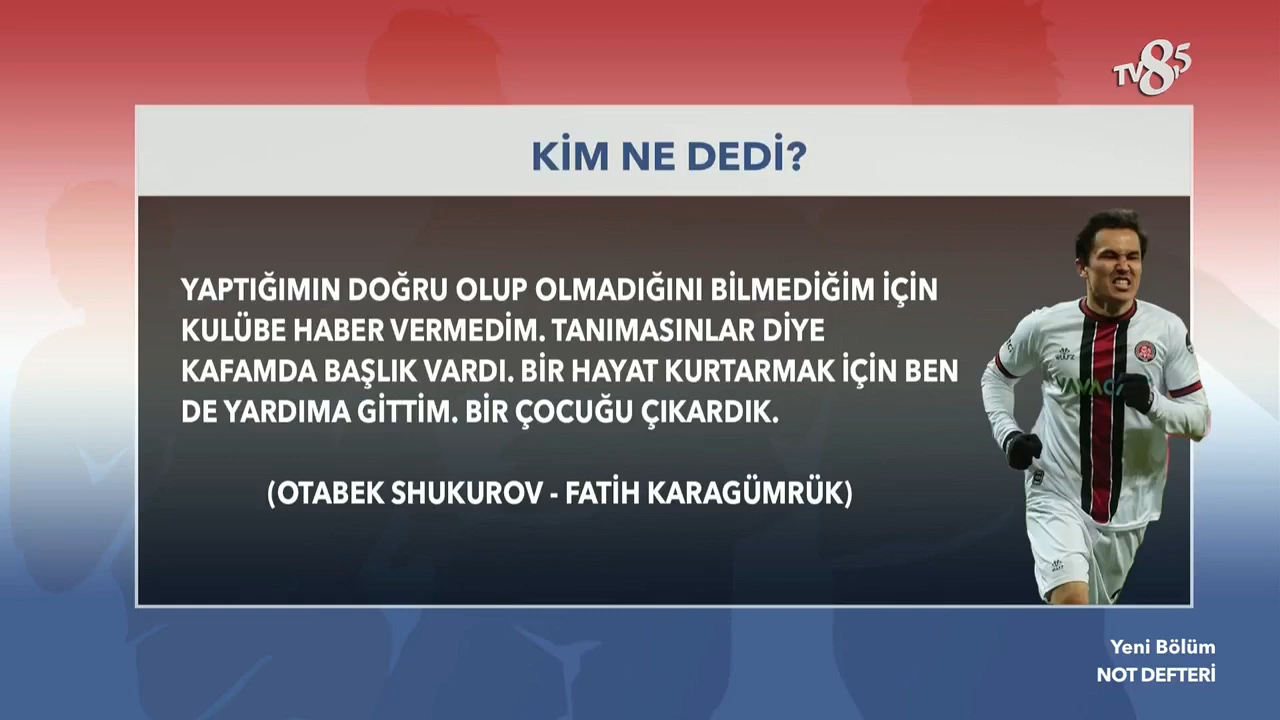 TV8,5
KİM NE DEDİ?
YAPTIĞIMIN DOĞRU OLUP OLMADIĞINI BİLMEDİĞİM İÇİN
KULÜBE HABER VERMEDİM. TANIMASINLAR DİYE
KAFAMDA BAŞLIK VARDI. BİR HAYAT KURTARMAK İÇİN BEN
DE YARDIMA GİTTİM. BİR ÇOCUĞU ÇIKARDIK.
(OTABEK SHUKUROV - FATİH KARAGÜMRÜK)
Yeni Bölüm
NOT DEFTERİ